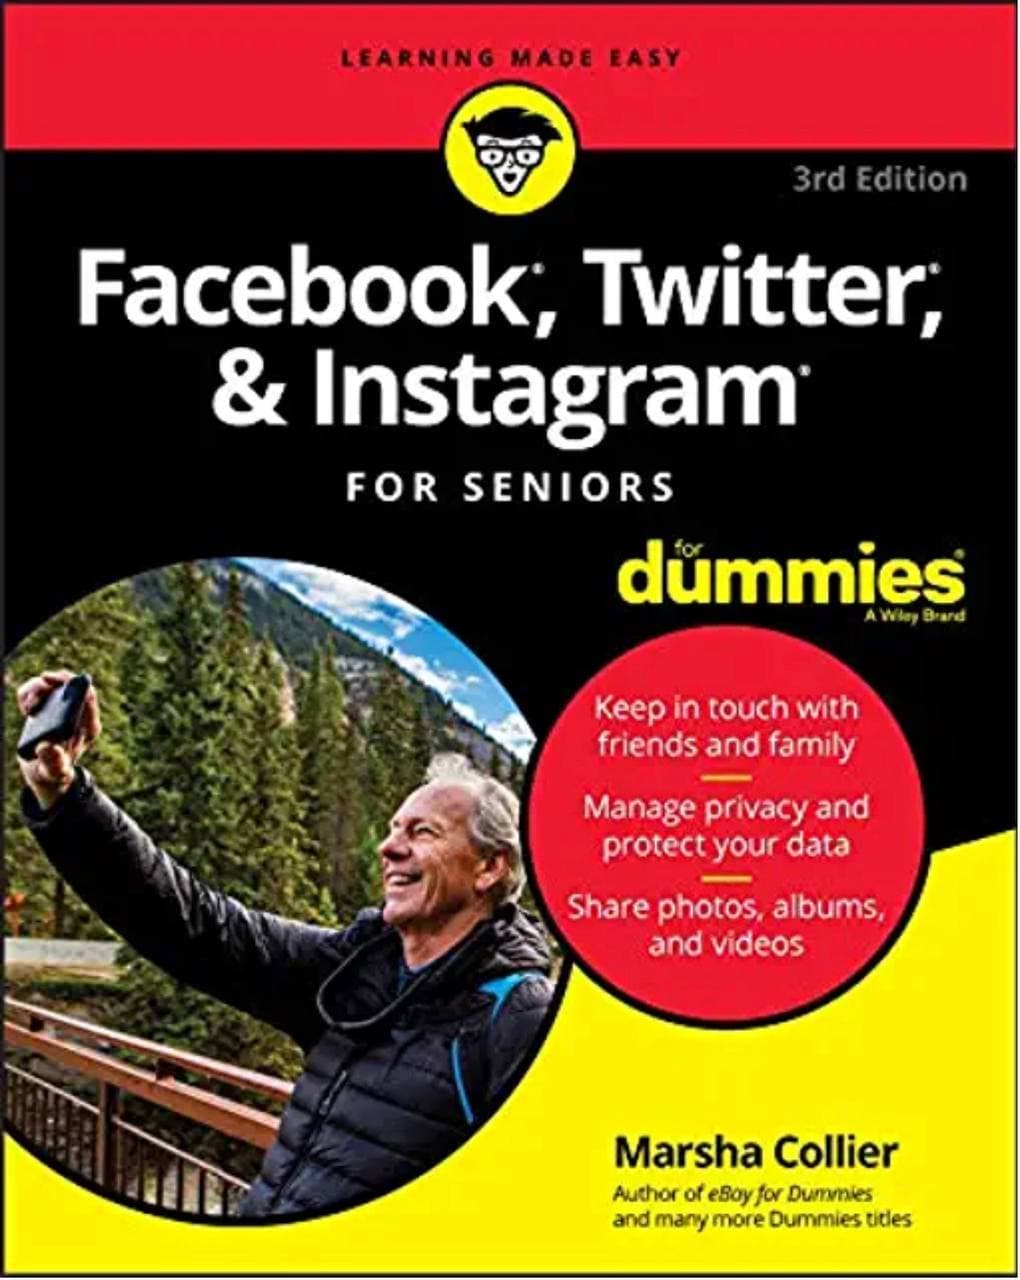 LEARNING MADE EASY
3rd Edition
Facebook®, Twitter®,
& Instagram®
FOR SENIORS
for
dummies®
A Wiley Brand
Keep in touch with
friends and family
Manage privacy and
protect your data
Share photos, albums,
and videos
Marsha Collier
Author of eBay for Dummies
and many more Dummies titles